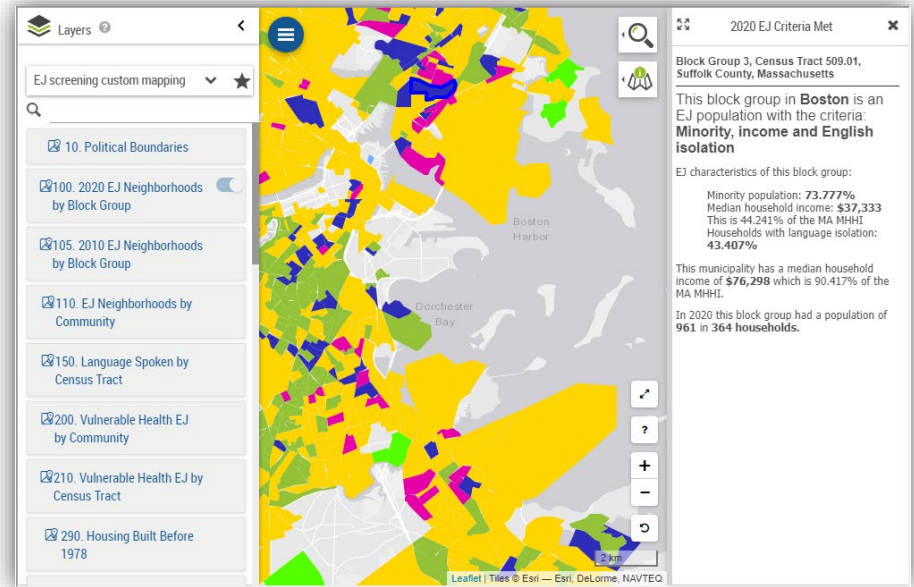 Layers
EJ screening custom mapping
10. Political Boundaries
100. 2020 EJ Neighborhoods
by Block Group
105. 2010 EJ Neighborhoods
by Block Group
110. EJ Neighborhoods by
Community
150. Language Spoken by
Census Tract
200. Vulnerable Health EJ
by Community
210. Vulnerable Health EJ by
Census Tract
290. Housing Built Before
1978
Boston
Harbor
Dorchester
Bay
?
+
−
2 km
Leaflet | Tiles © Esri — Esri, DeLorme, NAVTEQ
2020 EJ Criteria Met
Block Group 3, Census Tract 509.01,
Suffolk County, Massachusetts
This block group in Boston is an
EJ population with the criteria:
Minority, income and English
isolation
EJ characteristics of this block group:
Minority population: 73.777%
Median household income: $37,333
This is 44.241% of the MA MHHI
Households with language isolation:
43.407%
This municipality has a median household
income of $76,298 which is 90.417% of the
MA MHHI.
In 2020 this block group had a population of
961 in 364 households.